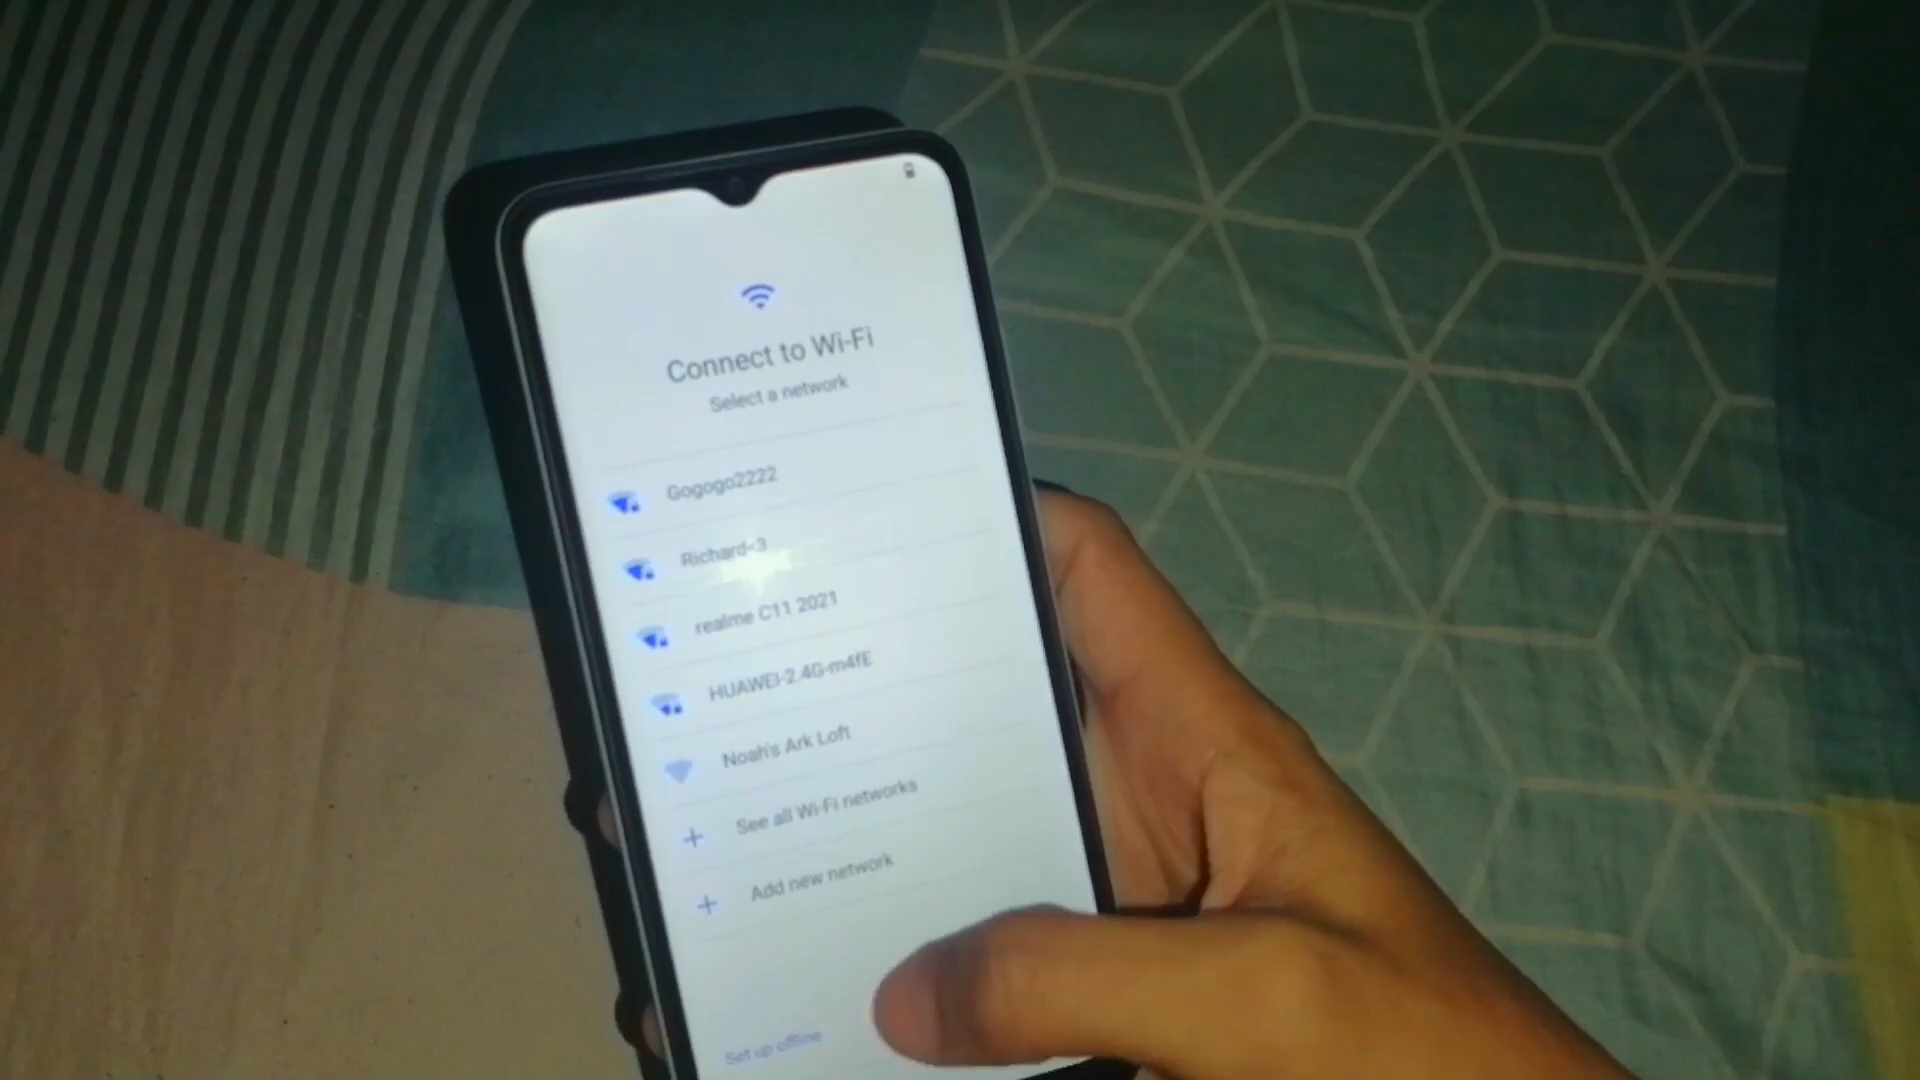 Connect to Wi-Fi
Select a network
Gogogo2222
Richard<3
realme C11 2021
HUAWEI-2.4G-m4fE
Noah's Ark Loft
See all Wi-Fi networks
Add new network
Set up offline